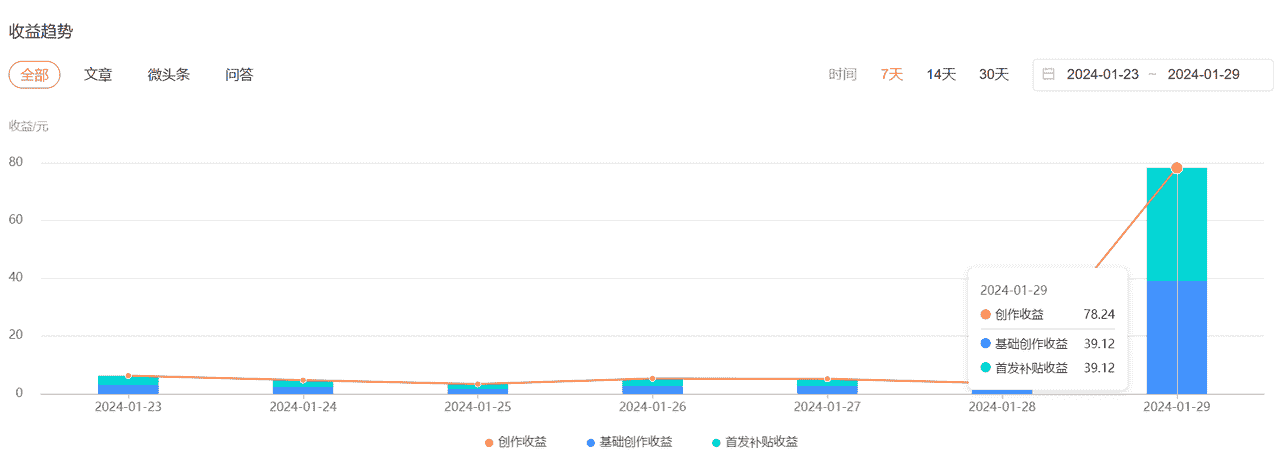 收益趋势
全部 文章 微头条 问答 时间 7天 14天 30天 2024-01-23 ~ 2024-01-29
收益/元
80
60
40
20
0
2024-01-29
创作收益 78.24
基础创作收益 39.12
首发补贴收益 39.12
2024-01-23 2024-01-24 2024-01-25 2024-01-26 2024-01-27 2024-01-28 2024-01-29
创作收益 基础创作收益 首发补贴收益